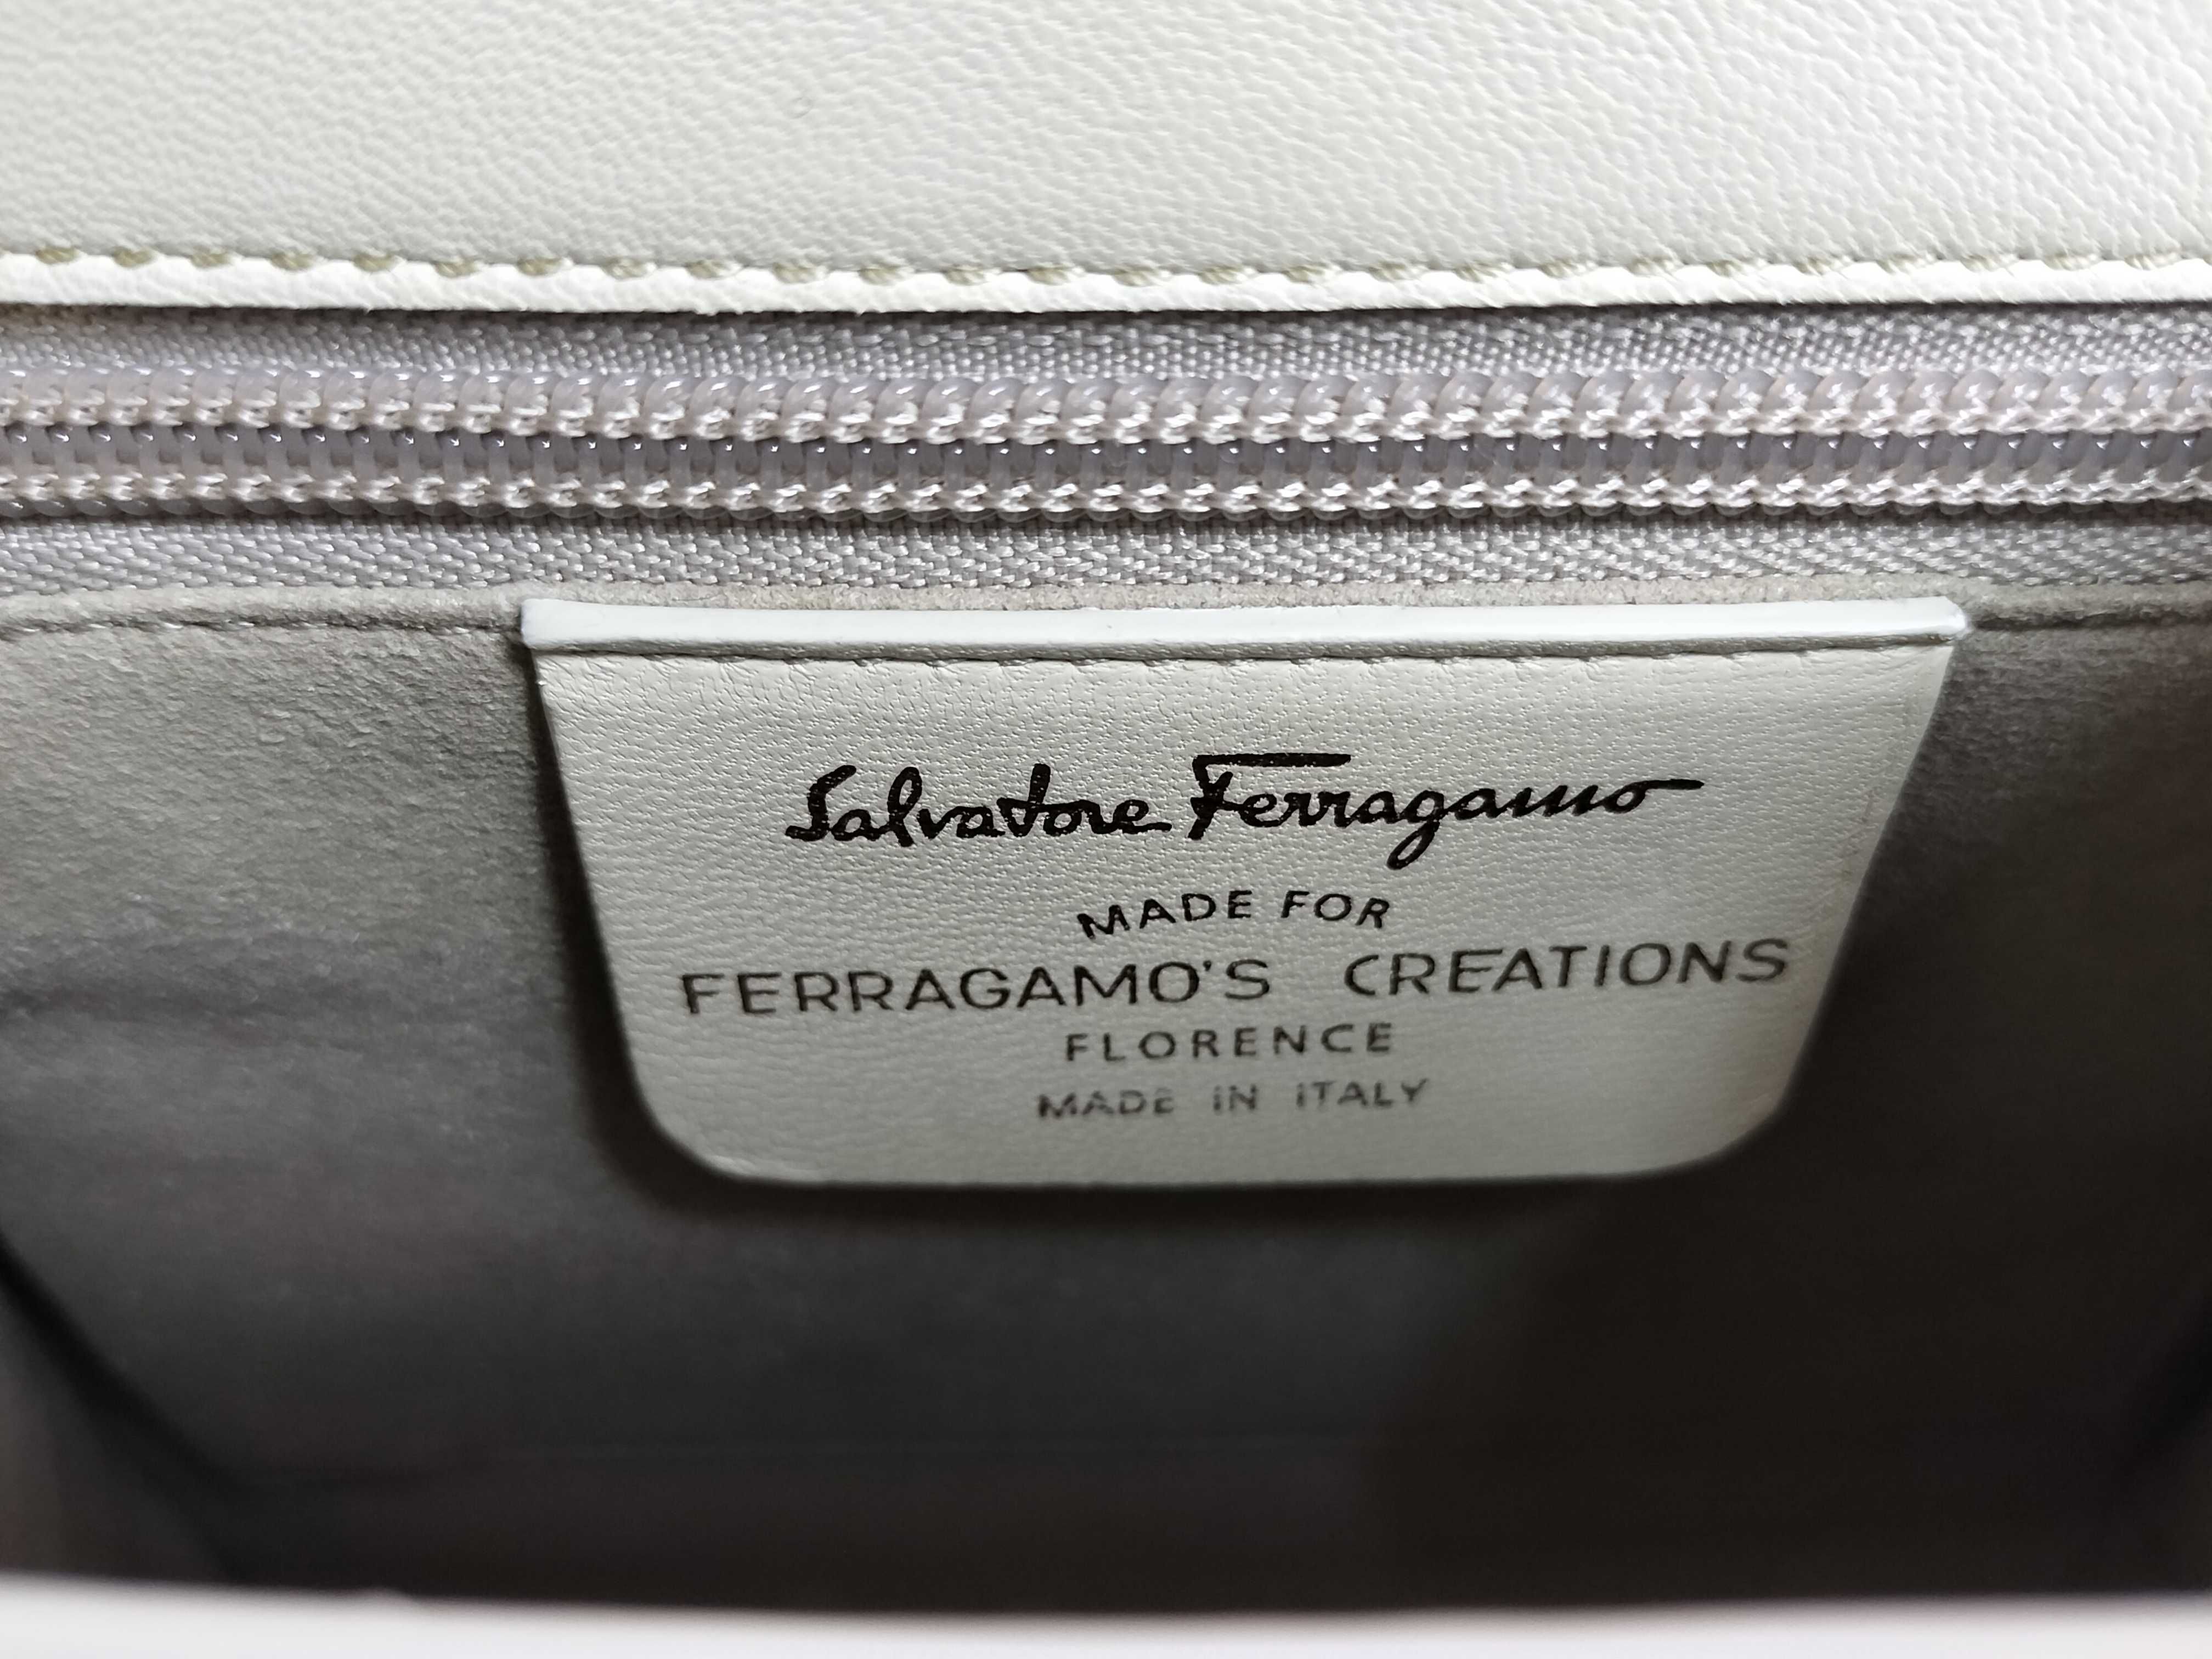 Salvatore Ferragamo
MADE FOR
FERRAGAMO'S CREATIONS
FLORENCE
MADE IN ITALY